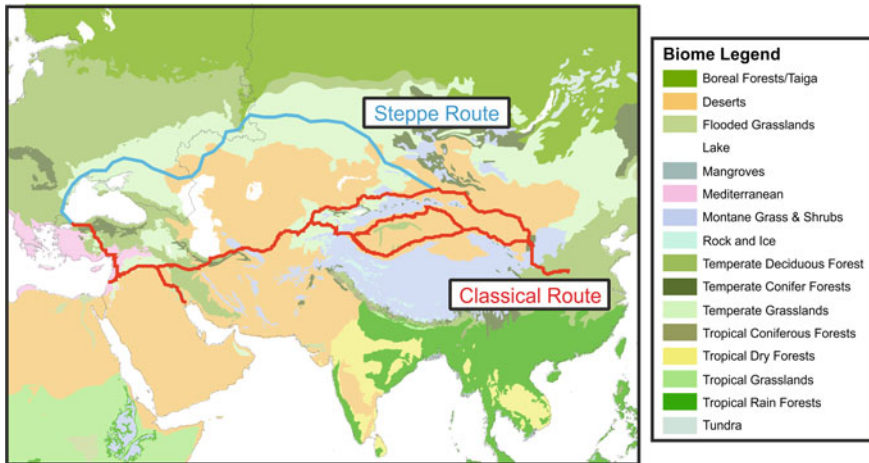 Steppe Route
Classical Route
Biome Legend
Boreal Forests/Taiga
Deserts
Flooded Grasslands
Lake
Mangroves
Mediterranean
Montane Grass & Shrubs
Rock and Ice
Temperate Deciduous Forest
Temperate Conifer Forests
Temperate Grasslands
Tropical Coniferous Forests
Tropical Dry Forests
Tropical Grasslands
Tropical Rain Forests
Tundra